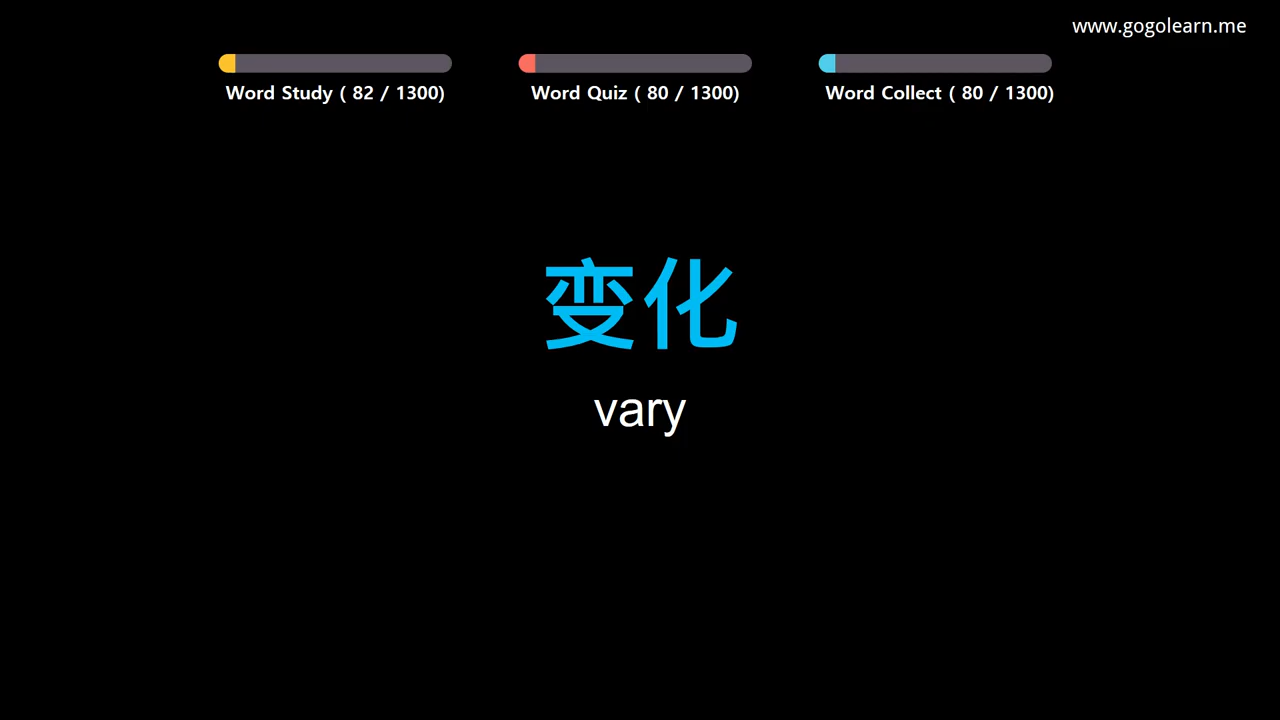 www.gogolearn.me
Word Study ( 82 / 1300)
Word Quiz ( 80 / 1300)
Word Collect ( 80 / 1300)
变化
vary